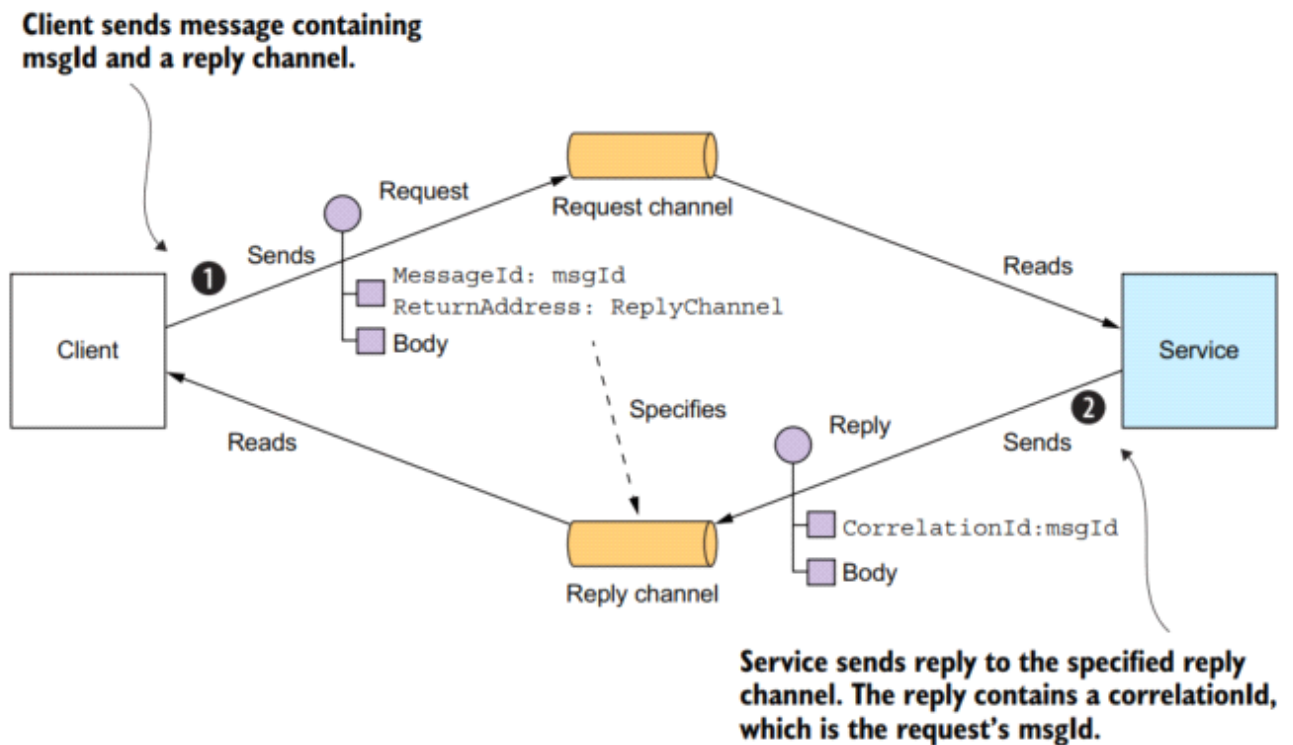 Client sends message containing
msgId and a reply channel.
Request
Request channel
Sends
1
MessageId: msgId
ReturnAddress: ReplyChannel
Body
Reads
Client
Service
Specifies
2
Reply
Sends
Reads
CorrelationId:msgId
Body
Reply channel
Service sends reply to the specified reply
channel. The reply contains a correlationId,
which is the request's msgId.